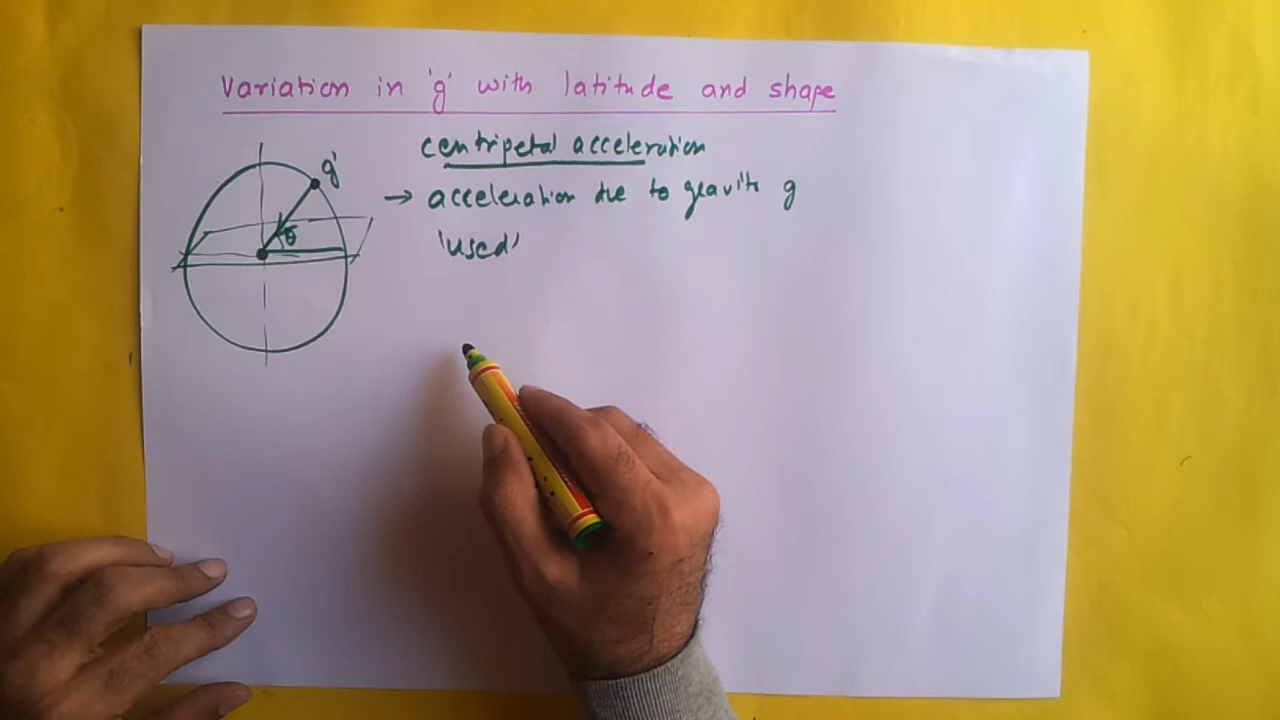 Variation in 'g' with latitude and shape
centripetal acceleration
g'
→ acceleration due to gravity g
θ
'used'